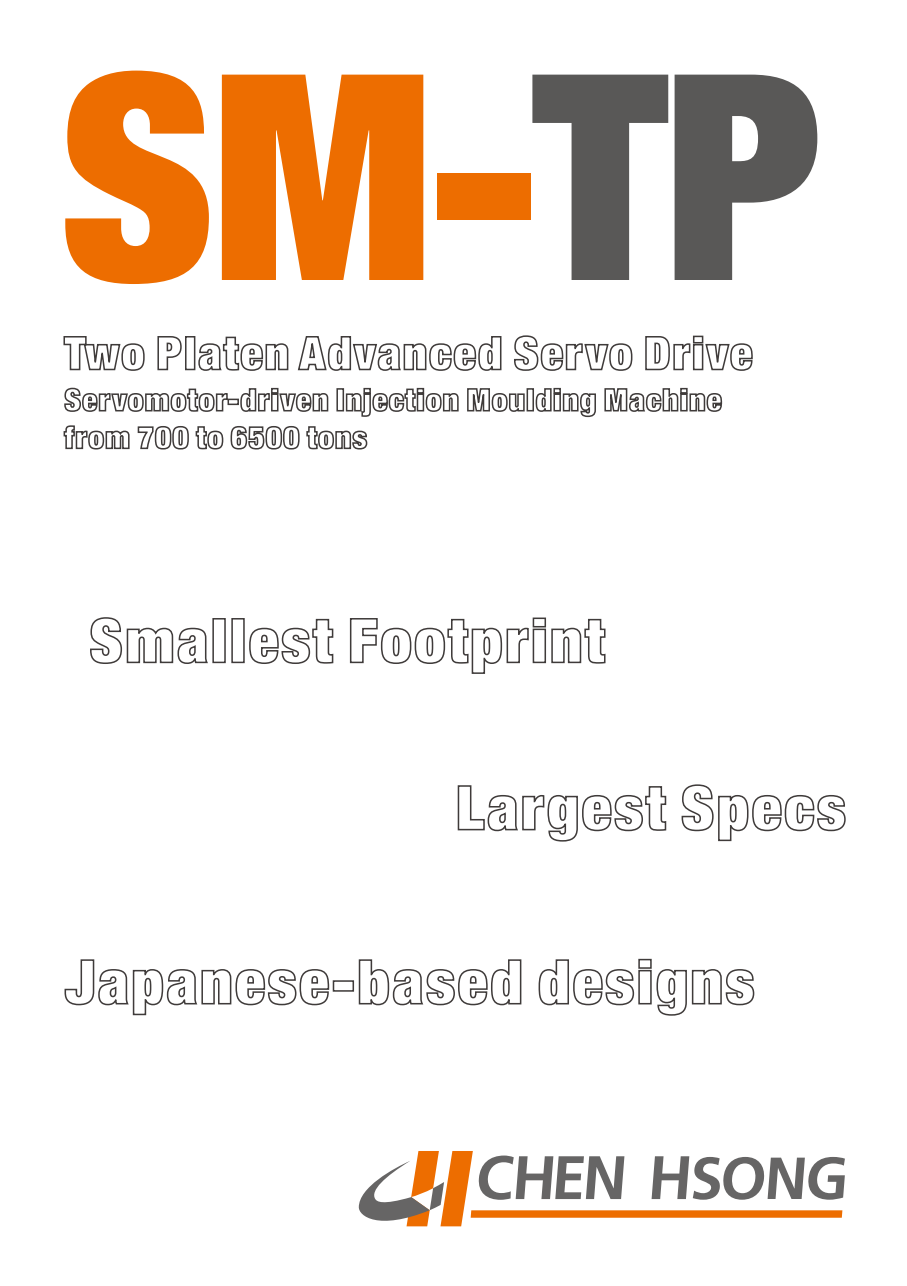 SM-TP
Two Platen Advanced Servo Drive
Servomotor-driven Injection Moulding Machine
from 700 to 6500 tons
Smallest Footprint
Largest Specs
Japanese-based designs
CHEN HSONG